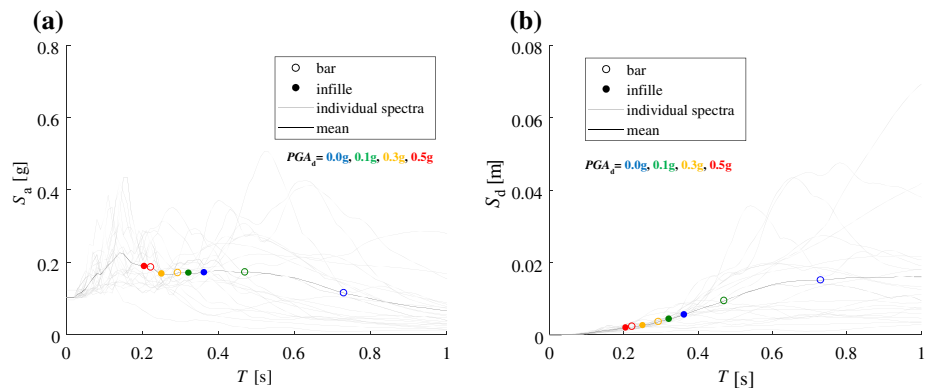 (a)
0.8
0.6
0.4
0.2
0
0 0.2 0.4 0.6 0.8 1
S_a [g]
T [s]
bar
infille
individual spectra
mean
PGA_d= 0.0g, 0.1g, 0.3g, 0.5g
(b)
0.08
0.06
0.04
0.02
0
0 0.2 0.4 0.6 0.8 1
S_d [m]
T [s]
bar
infille
individual spectra
mean
PGA_d= 0.0g, 0.1g, 0.3g, 0.5g